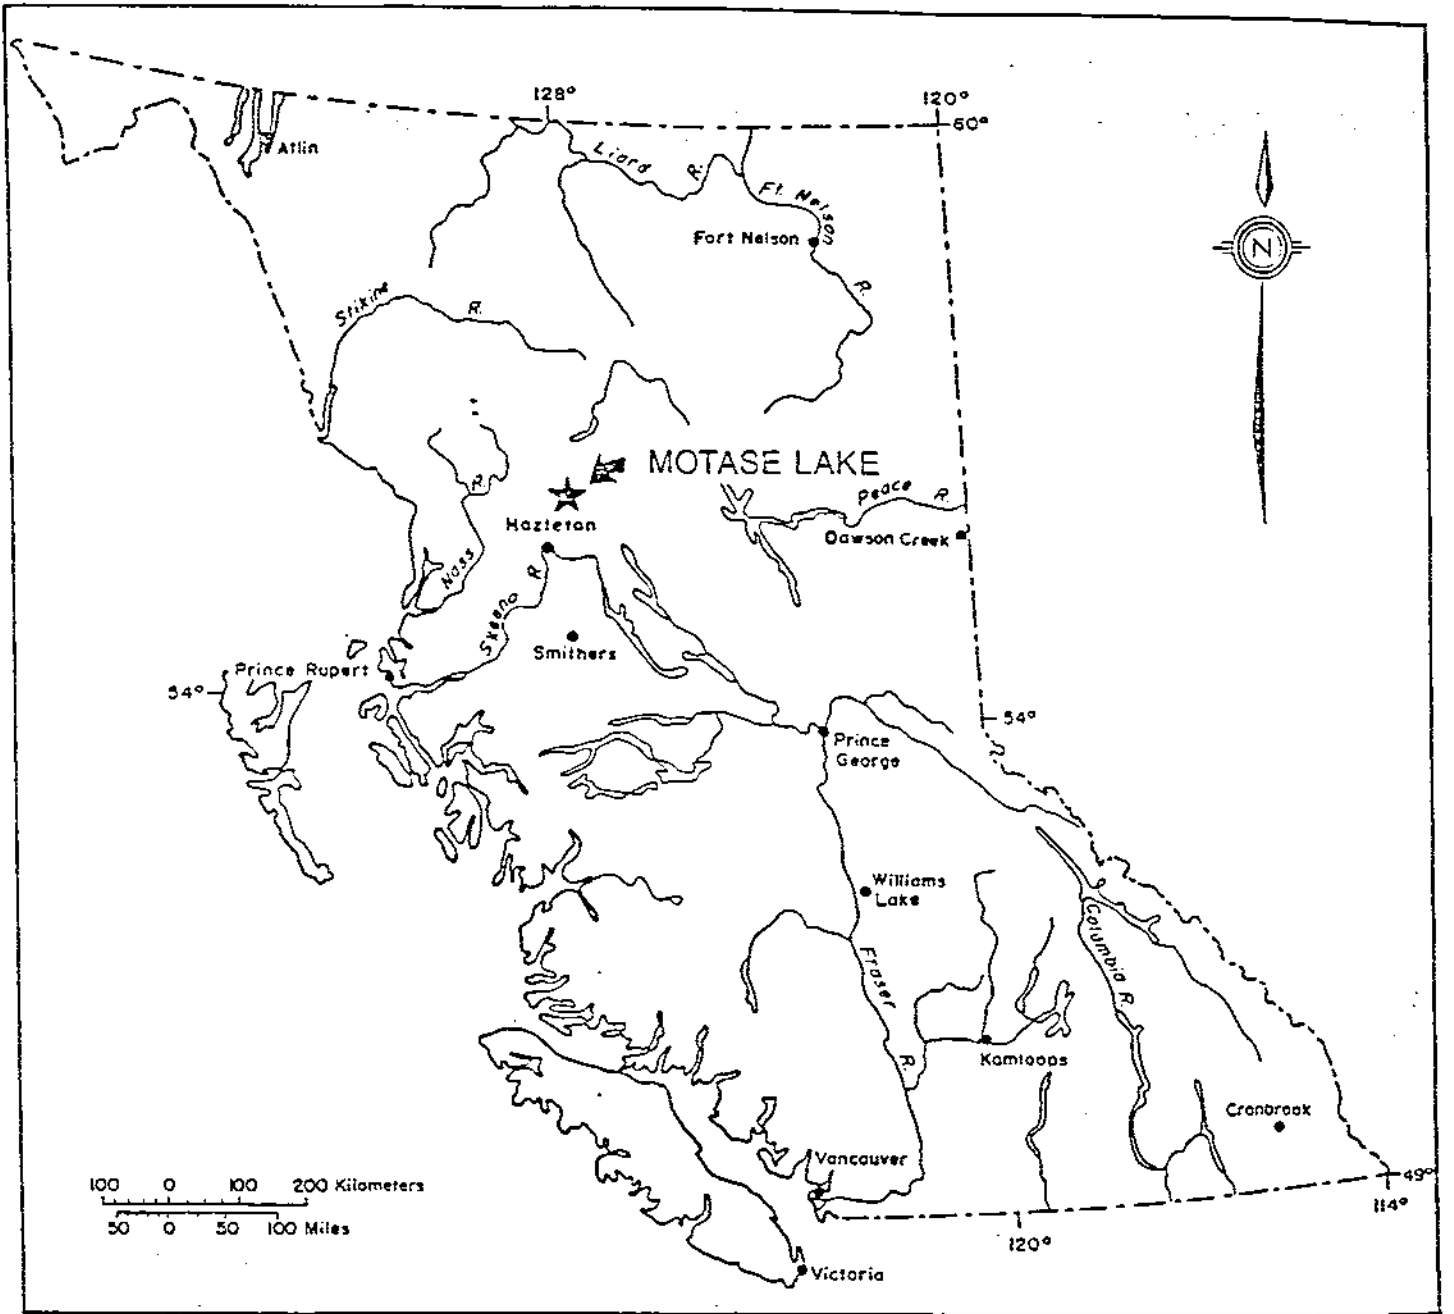 128°
120°
60°
Atlin
Liard R.
Ft. Nelson R.
Fort Nelson
N
Stikine R.
MOTASE LAKE
R.
Peace R.
Hazleton
Dawson Creek
Nass
Skeena R.
Smithers
Prince Rupert
54°
54°
Prince
George
Williams
Lake
Columbia R.
Fraser R.
Kamloops
Cranbrook
Vancouver
100 0 100 200 Kilometers
50 0 50 100 Miles
49°
114°
120°
Victoria